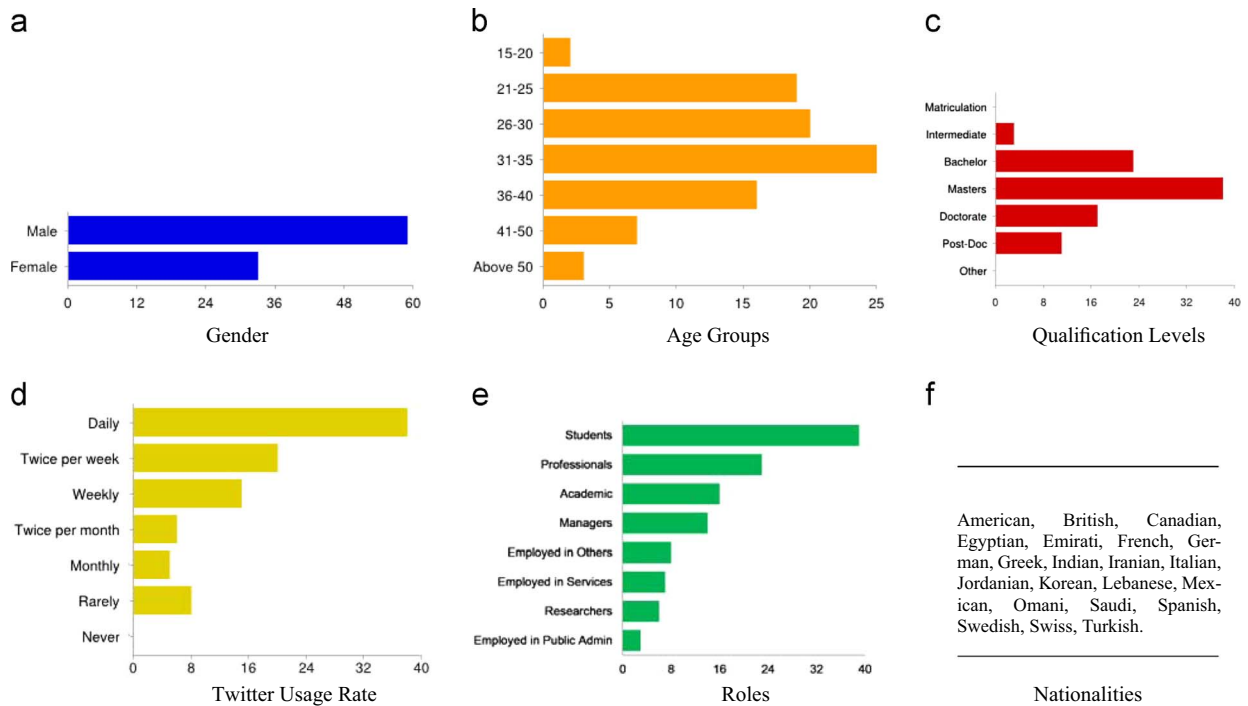 a
Male
Female
0 12 24 36 48 60
Gender
b
15-20
21-25
26-30
31-35
36-40
41-50
Above 50
0 5 10 15 20 25
Age Groups
c
Matriculation
Intermediate
Bachelor
Masters
Doctorate
Post-Doc
Other
0 8 16 24 32 40
Qualification Levels
d
Daily
Twice per week
Weekly
Twice per month
Monthly
Rarely
Never
0 8 16 24 32 40
Twitter Usage Rate
e
Students
Professionals
Academic
Managers
Employed in Others
Employed in Services
Researchers
Employed in Public Admin
0 8 16 24 32 40
Roles
f
American, British, Canadian,
Egyptian, Emirati, French, Ger-
man, Greek, Indian, Iranian, Italian,
Jordanian, Korean, Lebanese, Mex-
ican, Omani, Saudi, Spanish,
Swedish, Swiss, Turkish.
Nationalities